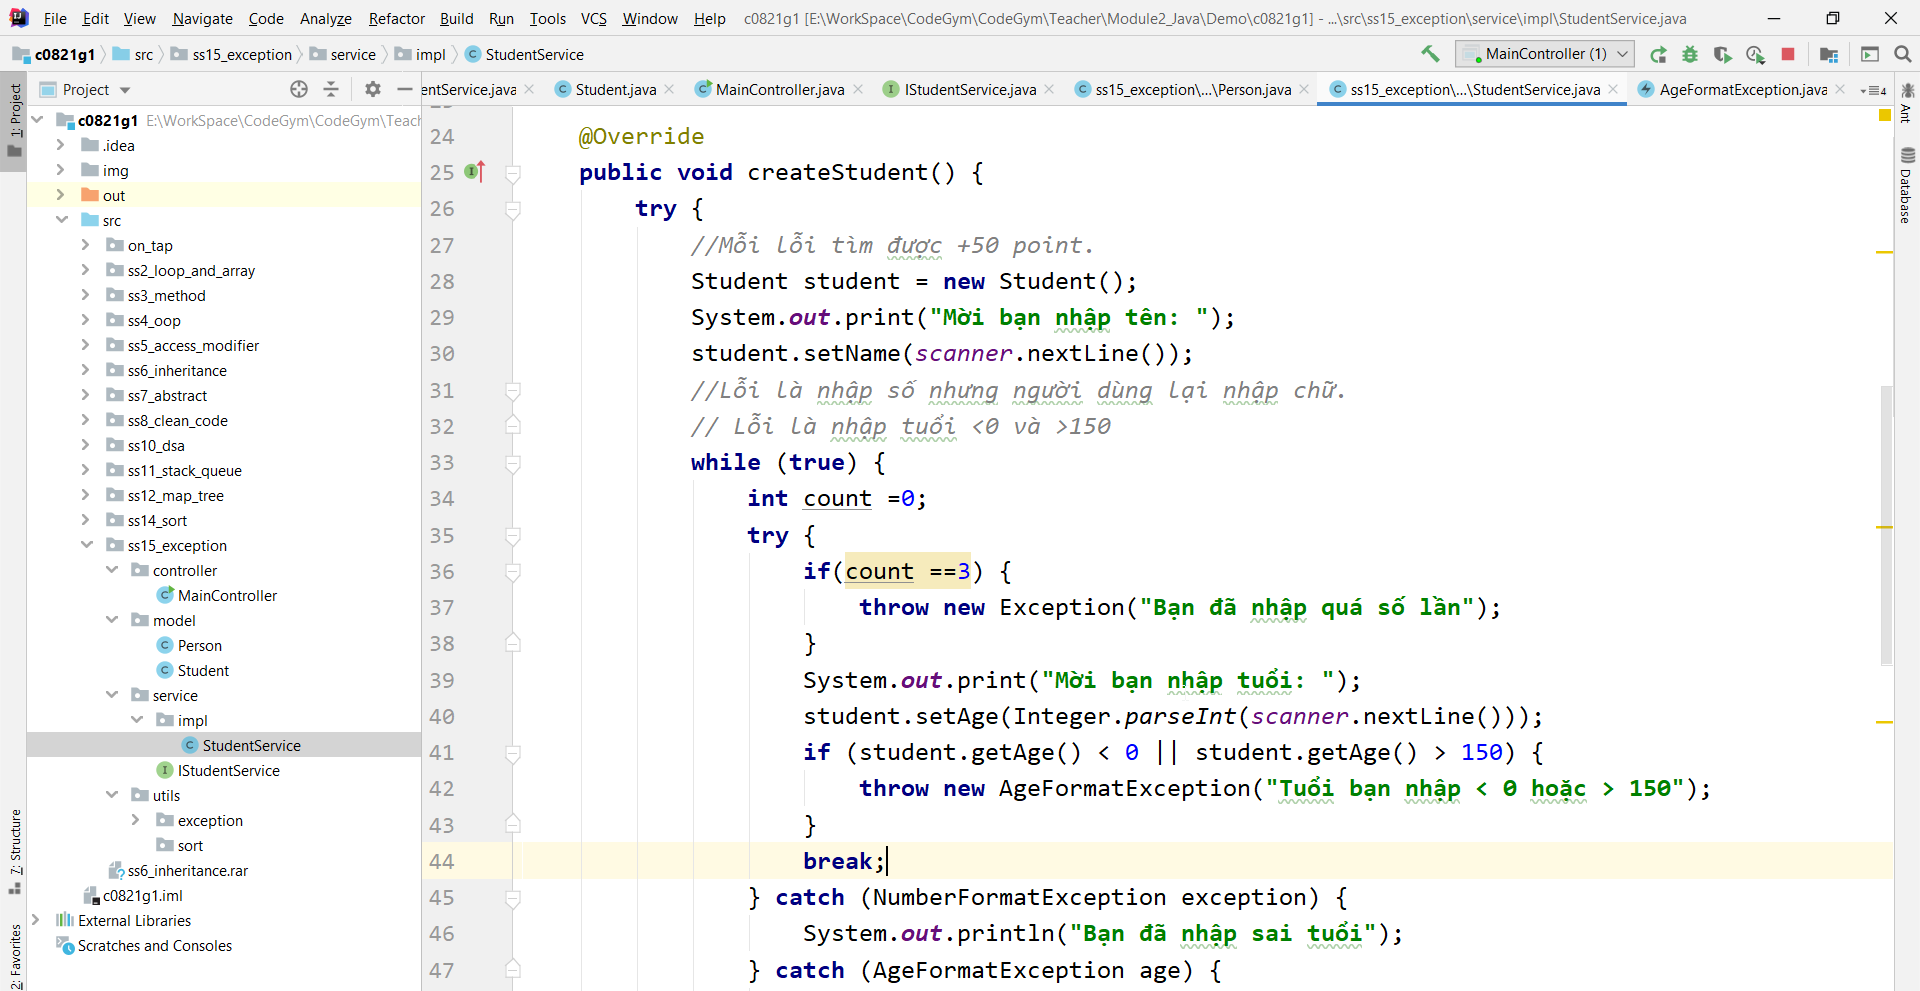 File Edit View Navigate Code Analyze Refactor Build Run Tools VCS Window Help c0821g1 [E:\WorkSpace\CodeGym\CodeGym\Teacher\Module2_Java\Demo\c0821g1] - ...\src\ss15_exception\service\impl\StudentService.java
c0821g1 src ss15_exception service impl StudentService MainController (1)
Project entService.java Student.java MainController.java IStudentService.java ss15_exception\...\Person.java ss15_exception\...\StudentService.java AgeFormatException.java 4
1: Project
7: Structure
2: Favorites
c0821g1 E:\WorkSpace\CodeGym\CodeGym\Teach
.idea
img
out
src
on_tap
ss2_loop_and_array
ss3_method
ss4_oop
ss5_access_modifier
ss6_inheritance
ss7_abstract
ss8_clean_code
ss10_dsa
ss11_stack_queue
ss12_map_tree
ss14_sort
ss15_exception
controller
MainController
model
Person
Student
service
impl
StudentService
IStudentService
utils
exception
sort
ss6_inheritance.rar
c0821g1.iml
External Libraries
Scratches and Consoles
24 @Override
25 public void createStudent() {
26 try {
27 //Mỗi lỗi tìm được +50 point.
28 Student student = new Student();
29 System.out.print("Mời bạn nhập tên: ");
30 student.setName(scanner.nextLine());
31 //Lỗi là nhập số nhưng người dùng lại nhập chữ.
32 // Lỗi là nhập tuổi <0 và >150
33 while (true) {
34 int count =0;
35 try {
36 if(count ==3) {
37 throw new Exception("Bạn đã nhập quá số lần");
38 }
39 System.out.print("Mời bạn nhập tuổi: ");
40 student.setAge(Integer.parseInt(scanner.nextLine()));
41 if (student.getAge() < 0 || student.getAge() > 150) {
42 throw new AgeFormatException("Tuổi bạn nhập < 0 hoặc > 150");
43 }
44 break;
45 } catch (NumberFormatException exception) {
46 System.out.println("Bạn đã nhập sai tuổi");
47 } catch (AgeFormatException age) {
Ant
Database